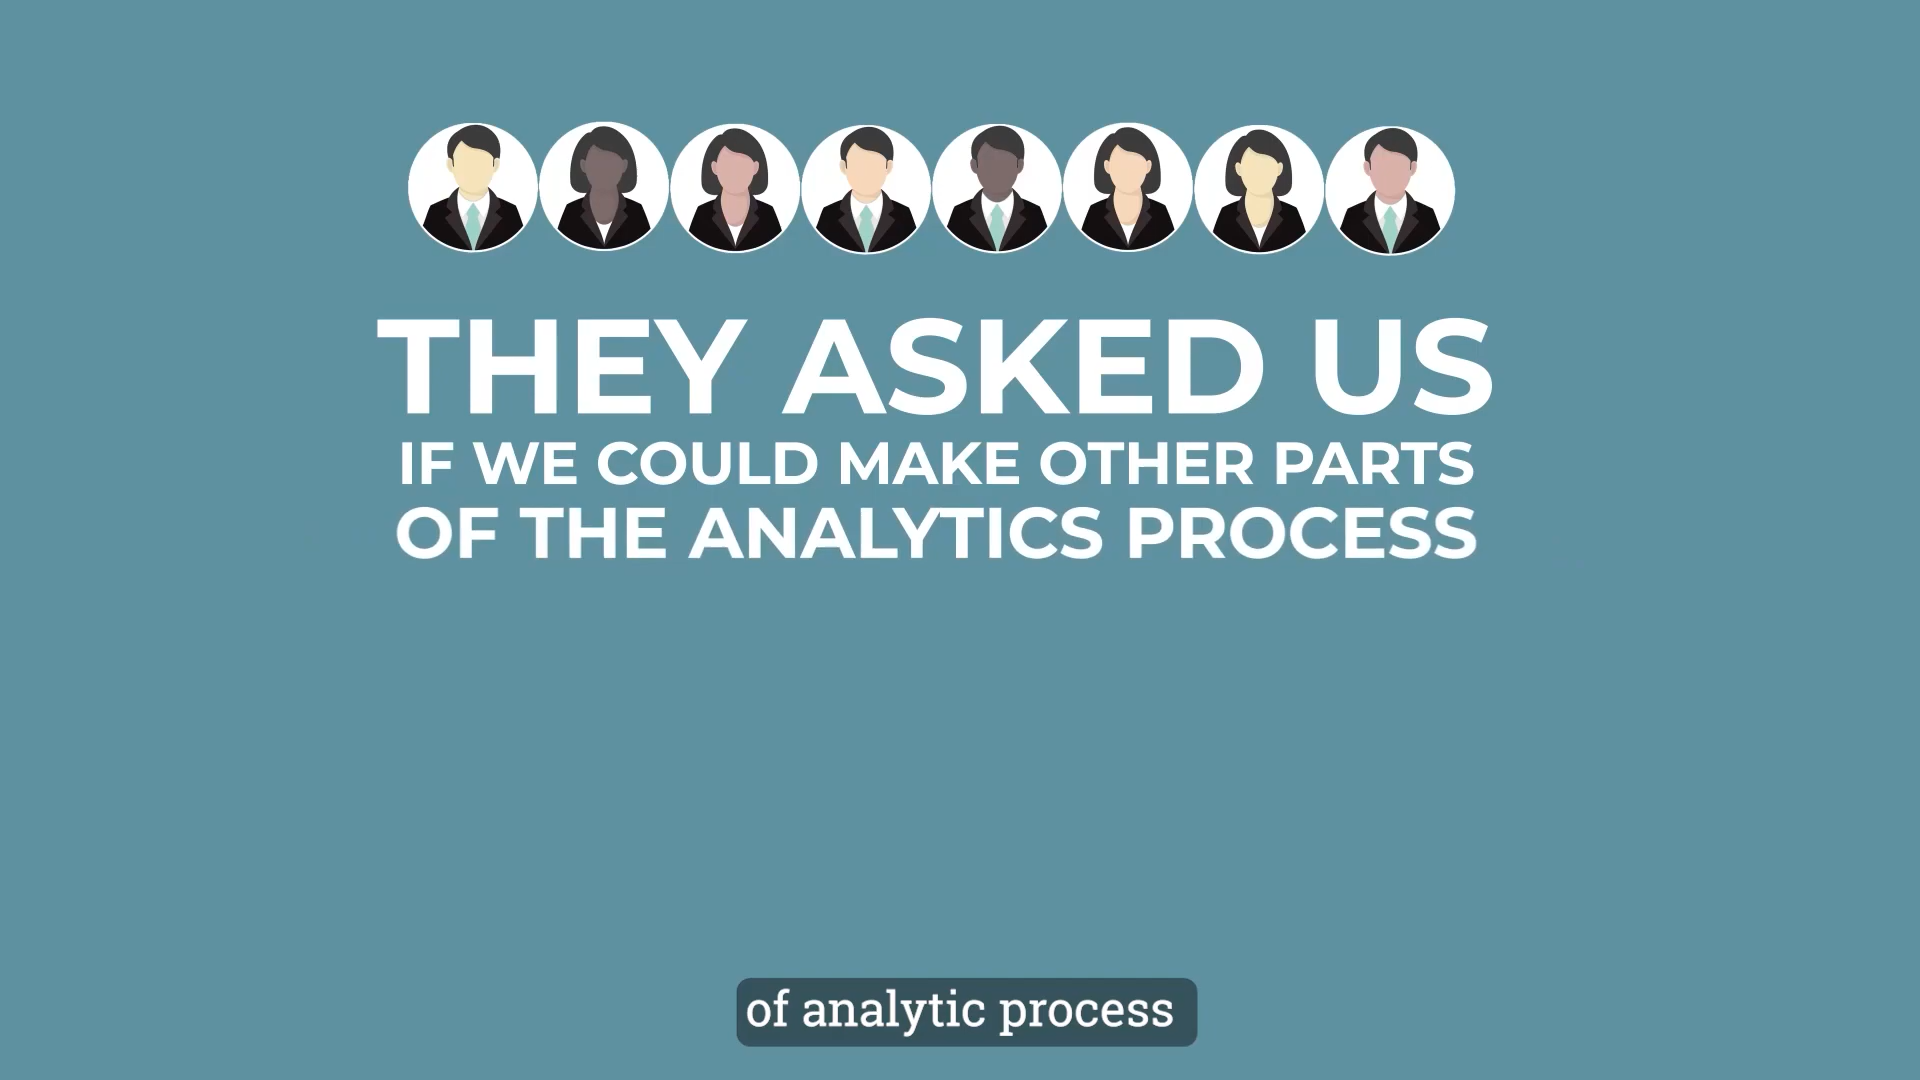 THEY ASKED US
IF WE COULD MAKE OTHER PARTS
OF THE ANALYTICS PROCESS
of analytic process